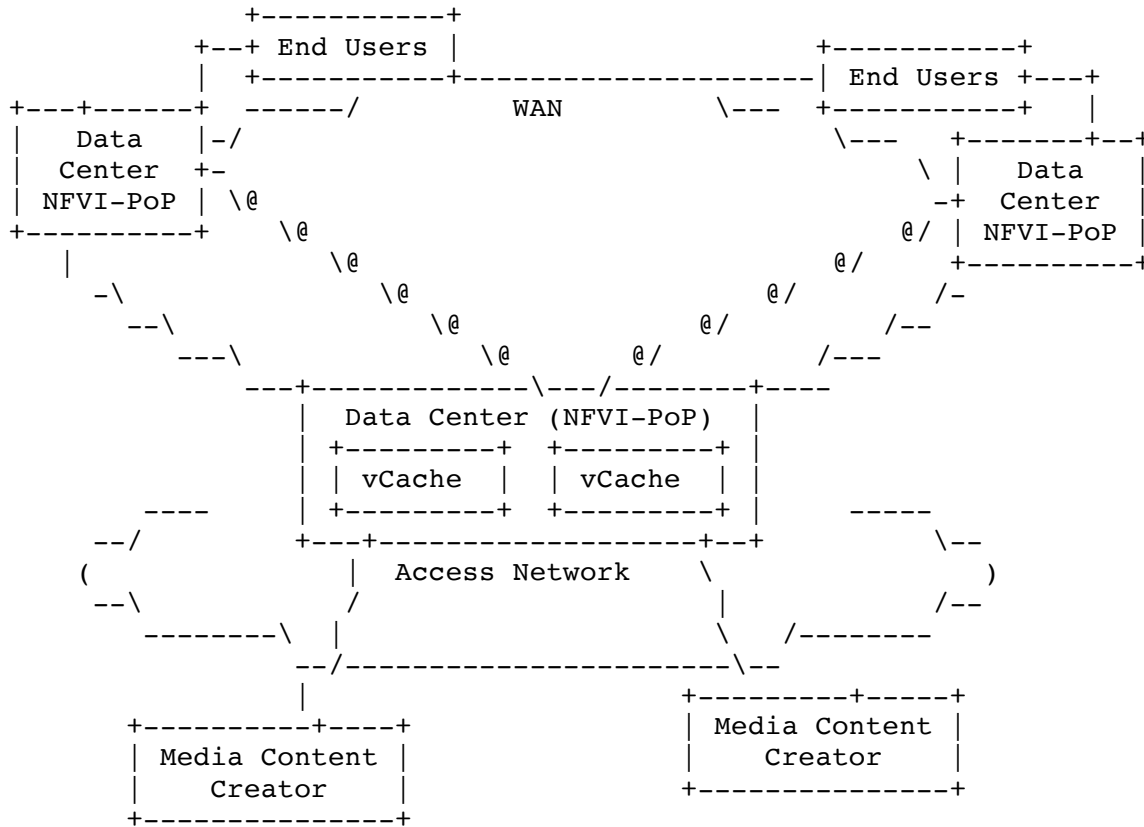 End Users
End Users
WAN
Data
Center
NFVI-PoP
Data
Center
NFVI-PoP
Data Center (NFVI-PoP)
vCache vCache
Access Network
Media Content
Creator
Media Content
Creator